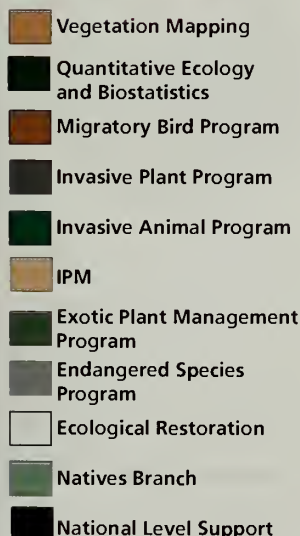 Vegetation Mapping
Quantitative Ecology
and Biostatistics
Migratory Bird Program
Invasive Plant Program
Invasive Animal Program
IPM
Exotic Plant Management
Program
Endangered Species
Program
Ecological Restoration
Natives Branch
National Level Support